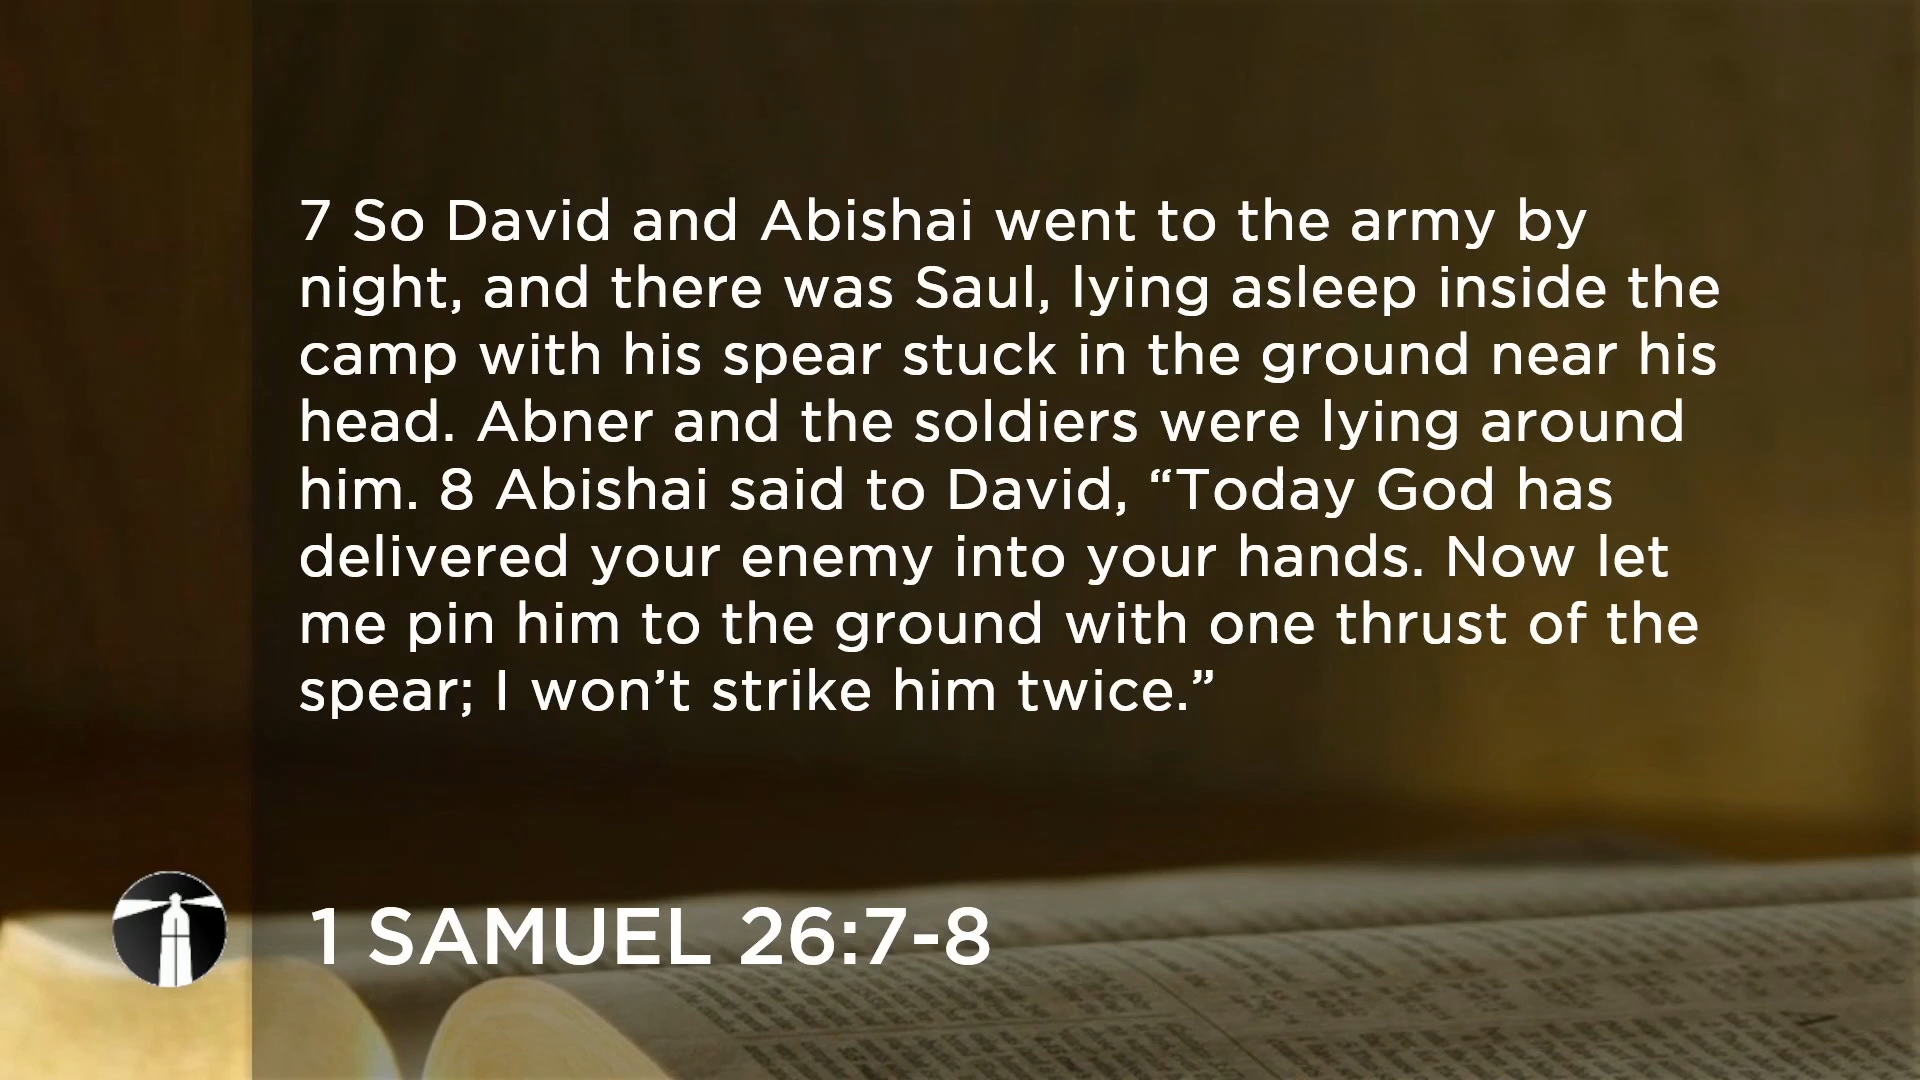 7 So David and Abishai went to the army by
night, and there was Saul, lying asleep inside the
camp with his spear stuck in the ground near his
head. Abner and the soldiers were lying around
him. 8 Abishai said to David, “Today God has
delivered your enemy into your hands. Now let
me pin him to the ground with one thrust of the
spear; I won’t strike him twice.”
1 SAMUEL 26:7-8